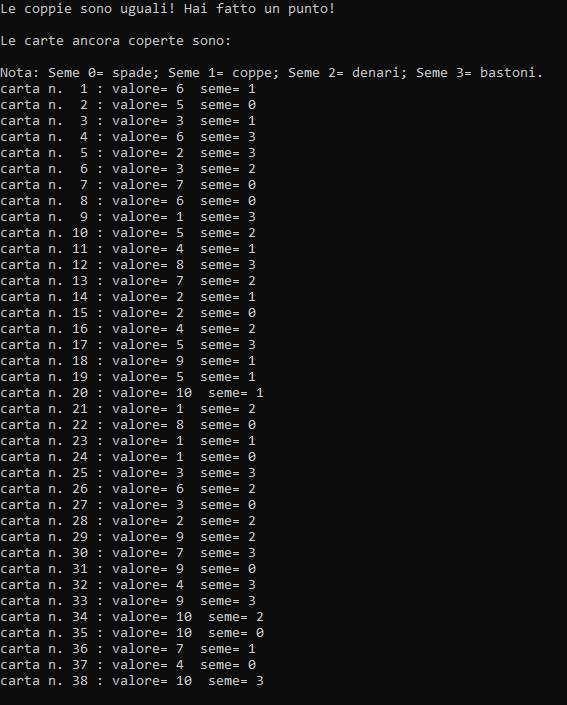 Le coppie sono uguali! Hai fatto un punto!
Le carte ancora coperte sono:
Nota: Seme 0= spade; Seme 1= coppe; Seme 2= denari; Seme 3= bastoni.
carta n.  1 : valore= 6  seme= 1
carta n.  2 : valore= 5  seme= 0
carta n.  3 : valore= 3  seme= 1
carta n.  4 : valore= 6  seme= 3
carta n.  5 : valore= 2  seme= 3
carta n.  6 : valore= 3  seme= 2
carta n.  7 : valore= 7  seme= 0
carta n.  8 : valore= 6  seme= 0
carta n.  9 : valore= 1  seme= 3
carta n. 10 : valore= 5  seme= 2
carta n. 11 : valore= 4  seme= 1
carta n. 12 : valore= 8  seme= 3
carta n. 13 : valore= 7  seme= 2
carta n. 14 : valore= 2  seme= 1
carta n. 15 : valore= 2  seme= 0
carta n. 16 : valore= 4  seme= 2
carta n. 17 : valore= 5  seme= 3
carta n. 18 : valore= 9  seme= 1
carta n. 19 : valore= 5  seme= 1
carta n. 20 : valore= 10  seme= 1
carta n. 21 : valore= 1  seme= 2
carta n. 22 : valore= 8  seme= 0
carta n. 23 : valore= 1  seme= 1
carta n. 24 : valore= 1  seme= 0
carta n. 25 : valore= 3  seme= 3
carta n. 26 : valore= 6  seme= 2
carta n. 27 : valore= 3  seme= 0
carta n. 28 : valore= 2  seme= 2
carta n. 29 : valore= 9  seme= 2
carta n. 30 : valore= 7  seme= 3
carta n. 31 : valore= 9  seme= 0
carta n. 32 : valore= 4  seme= 3
carta n. 33 : valore= 9  seme= 3
carta n. 34 : valore= 10  seme= 2
carta n. 35 : valore= 10  seme= 0
carta n. 36 : valore= 7  seme= 1
carta n. 37 : valore= 4  seme= 0
carta n. 38 : valore= 10  seme= 3